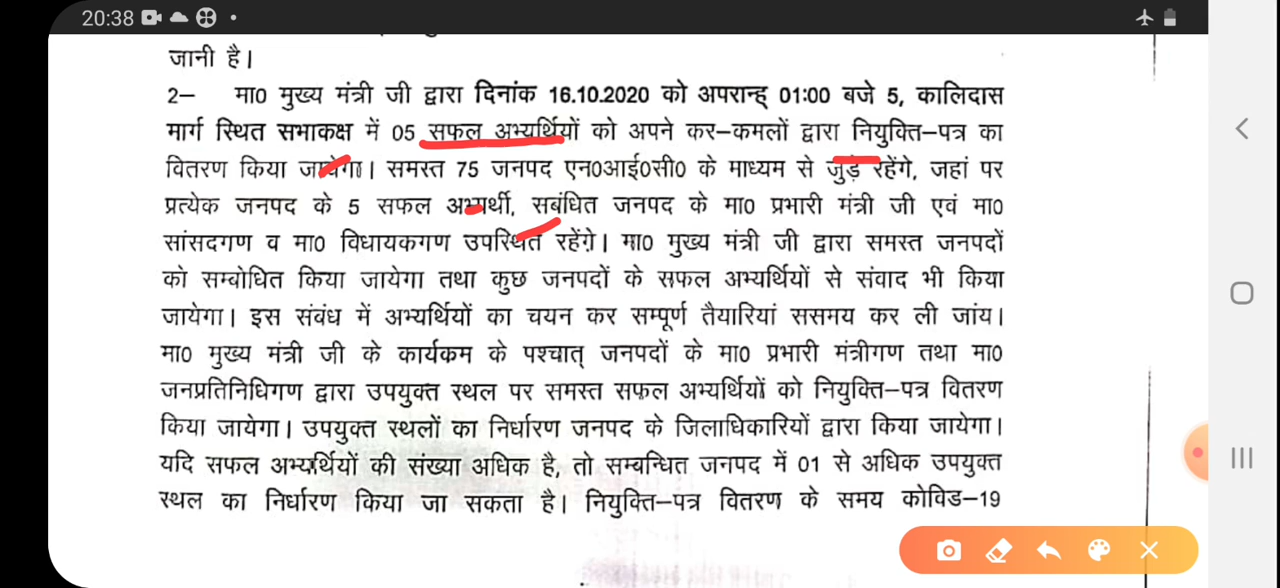 20:38
जानी है।
2– मा0 मुख्य मंत्री जी द्वारा दिनांक 16.10.2020 को अपरान्ह् 01:00 बजे 5, कालिदास
मार्ग स्थित सभाकक्ष में 05 सफल अभ्यर्थियों को अपने कर–कमलों द्वारा नियुक्ति–पत्र का
वितरण किया जायेगा। समस्त 75 जनपद एन0आई0सी0 के माध्यम से जुड़े रहेंगे, जहां पर
प्रत्येक जनपद के 5 सफल अभ्यर्थी, सबंधित जनपद के मा0 प्रभारी मंत्री जी एवं मा0
सांसदगण व मा0 विधायकगण उपस्थित रहेंगे। मा0 मुख्य मंत्री जी द्वारा समस्त जनपदों
को सम्बोधित किया जायेगा तथा कुछ जनपदों के सफल अभ्यर्थियों से संवाद भी किया
जायेगा। इस संबंध में अभ्यर्थियों का चयन कर सम्पूर्ण तैयारियां ससमय कर ली जांय।
मा0 मुख्य मंत्री जी के कार्यकम के पश्चात् जनपदों के मा0 प्रभारी मंत्रीगण तथा मा0
जनप्रतिनिधिगण द्वारा उपयुक्त स्थल पर समस्त सफल अभ्यर्थियों को नियुक्ति–पत्र वितरण
किया जायेगा। उपयुक्त स्थलों का निर्धारण जनपद के जिलाधिकारियों द्वारा किया जायेगा।
यदि सफल अभ्यर्थियों की संख्या अधिक है, तो सम्बन्धित जनपद में 01 से अधिक उपयुक्त
स्थल का निर्धारण किया जा सकता है। नियुक्ति–पत्र वितरण के समय कोविड–19